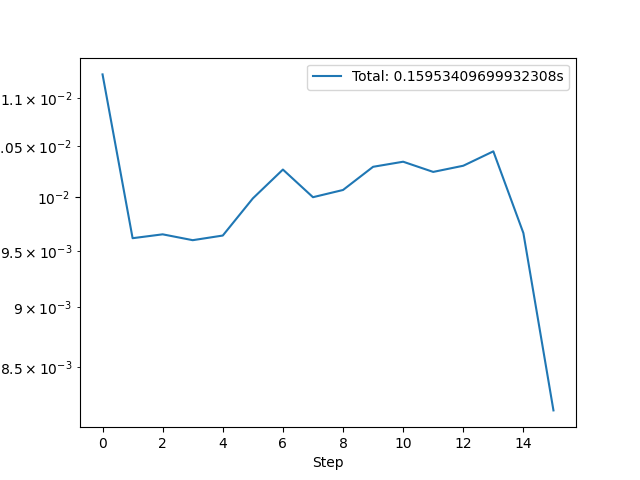 Total: 0.15953409699932308s
1.1 × 10⁻²
.05 × 10⁻²
10⁻²
9.5 × 10⁻³
9 × 10⁻³
8.5 × 10⁻³
0 2 4 6 8 10 12 14
Step